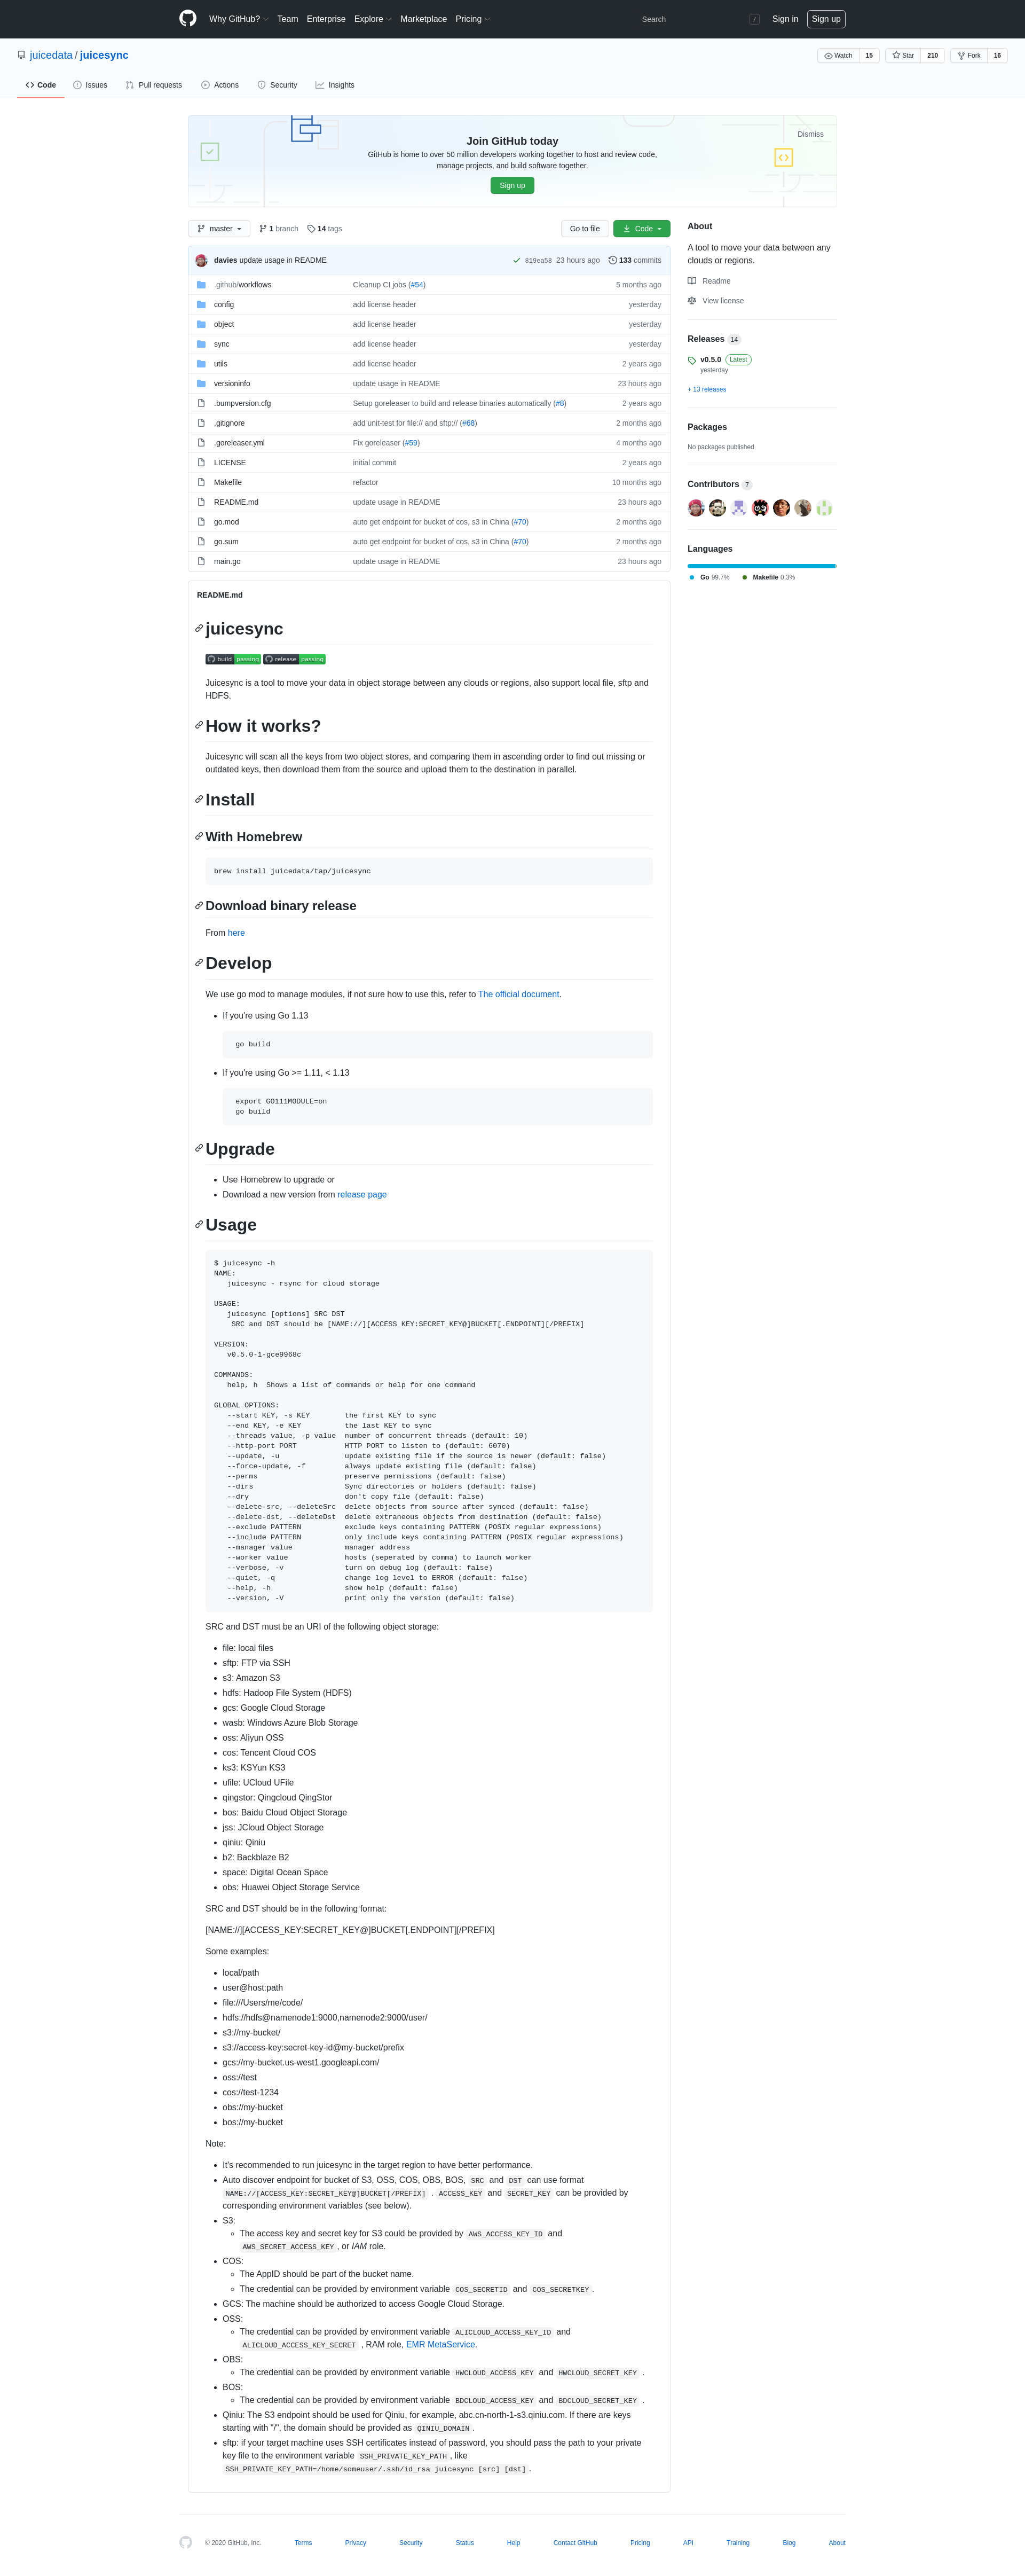 Why GitHub? Team Enterprise Explore Marketplace Pricing Search / Sign in Sign up
juicedata / juicesync Watch 15 Star 210 Fork 16
Code Issues Pull requests Actions Security Insights
Join GitHub today
Dismiss
GitHub is home to over 50 million developers working together to host and review code,
manage projects, and build software together.
Sign up
master 1 branch 14 tags Go to file Code
davies update usage in README 819ea58 23 hours ago 133 commits
.github/workflows Cleanup CI jobs (#54) 5 months ago
config add license header yesterday
object add license header yesterday
sync add license header yesterday
utils add license header 2 years ago
versioninfo update usage in README 23 hours ago
.bumpversion.cfg Setup goreleaser to build and release binaries automatically (#8) 2 years ago
.gitignore add unit-test for file:// and sftp:// (#68) 2 months ago
.goreleaser.yml Fix goreleaser (#59) 4 months ago
LICENSE initial commit 2 years ago
Makefile refactor 10 months ago
README.md update usage in README 23 hours ago
go.mod auto get endpoint for bucket of cos, s3 in China (#70) 2 months ago
go.sum auto get endpoint for bucket of cos, s3 in China (#70) 2 months ago
main.go update usage in README 23 hours ago
About
A tool to move your data between any
clouds or regions.
Readme
View license
Releases 14
v0.5.0 Latest
yesterday
+ 13 releases
Packages
No packages published
Contributors 7
Languages
Go 99.7% Makefile 0.3%
README.md
juicesync
build passing release passing
Juicesync is a tool to move your data in object storage between any clouds or regions, also support local file, sftp and
HDFS.
How it works?
Juicesync will scan all the keys from two object stores, and comparing them in ascending order to find out missing or
outdated keys, then download them from the source and upload them to the destination in parallel.
Install
With Homebrew
brew install juicedata/tap/juicesync
Download binary release
From here
Develop
We use go mod to manage modules, if not sure how to use this, refer to The official document.
• If you're using Go 1.13
go build
• If you're using Go >= 1.11, < 1.13
export GO111MODULE=on
go build
Upgrade
• Use Homebrew to upgrade or
• Download a new version from release page
Usage
$ juicesync -h
NAME:
juicesync - rsync for cloud storage
USAGE:
juicesync [options] SRC DST
SRC and DST should be [NAME://][ACCESS_KEY:SECRET_KEY@]BUCKET[.ENDPOINT][/PREFIX]
VERSION:
v0.5.0-1-gce9968c
COMMANDS:
help, h Shows a list of commands or help for one command
GLOBAL OPTIONS:
--start KEY, -s KEY the first KEY to sync
--end KEY, -e KEY the last KEY to sync
--threads value, -p value number of concurrent threads (default: 10)
--http-port PORT HTTP PORT to listen to (default: 6070)
--update, -u update existing file if the source is newer (default: false)
--force-update, -f always update existing file (default: false)
--perms preserve permissions (default: false)
--dirs Sync directories or holders (default: false)
--dry don't copy file (default: false)
--delete-src, --deleteSrc delete objects from source after synced (default: false)
--delete-dst, --deleteDst delete extraneous objects from destination (default: false)
--exclude PATTERN exclude keys containing PATTERN (POSIX regular expressions)
--include PATTERN only include keys containing PATTERN (POSIX regular expressions)
--manager value manager address
--worker value hosts (seperated by comma) to launch worker
--verbose, -v turn on debug log (default: false)
--quiet, -q change log level to ERROR (default: false)
--help, -h show help (default: false)
--version, -V print only the version (default: false)
SRC and DST must be an URI of the following object storage:
• file: local files
• sftp: FTP via SSH
• s3: Amazon S3
• hdfs: Hadoop File System (HDFS)
• gcs: Google Cloud Storage
• wasb: Windows Azure Blob Storage
• oss: Aliyun OSS
• cos: Tencent Cloud COS
• ks3: KSYun KS3
• ufile: UCloud UFile
• qingstor: Qingcloud QingStor
• bos: Baidu Cloud Object Storage
• jss: JCloud Object Storage
• qiniu: Qiniu
• b2: Backblaze B2
• space: Digital Ocean Space
• obs: Huawei Object Storage Service
SRC and DST should be in the following format:
[NAME://][ACCESS_KEY:SECRET_KEY@]BUCKET[.ENDPOINT][/PREFIX]
Some examples:
• local/path
• user@host:path
• file:///Users/me/code/
• hdfs://hdfs@namenode1:9000,namenode2:9000/user/
• s3://my-bucket/
• s3://access-key:secret-key-id@my-bucket/prefix
• gcs://my-bucket.us-west1.googleapi.com/
• oss://test
• cos://test-1234
• obs://my-bucket
• bos://my-bucket
Note:
• It's recommended to run juicesync in the target region to have better performance.
• Auto discover endpoint for bucket of S3, OSS, COS, OBS, BOS, SRC and DST can use format
NAME://[ACCESS_KEY:SECRET_KEY@]BUCKET[/PREFIX] . ACCESS_KEY and SECRET_KEY can be provided by
corresponding environment variables (see below).
• S3:
◦ The access key and secret key for S3 could be provided by AWS_ACCESS_KEY_ID and
AWS_SECRET_ACCESS_KEY , or IAM role.
• COS:
◦ The AppID should be part of the bucket name.
◦ The credential can be provided by environment variable COS_SECRETID and COS_SECRETKEY .
• GCS: The machine should be authorized to access Google Cloud Storage.
• OSS:
◦ The credential can be provided by environment variable ALICLOUD_ACCESS_KEY_ID and
ALICLOUD_ACCESS_KEY_SECRET , RAM role, EMR MetaService.
• OBS:
◦ The credential can be provided by environment variable HWCLOUD_ACCESS_KEY and HWCLOUD_SECRET_KEY .
• BOS:
◦ The credential can be provided by environment variable BDCLOUD_ACCESS_KEY and BDCLOUD_SECRET_KEY .
• Qiniu: The S3 endpoint should be used for Qiniu, for example, abc.cn-north-1-s3.qiniu.com. If there are keys
starting with "/", the domain should be provided as QINIU_DOMAIN .
• sftp: if your target machine uses SSH certificates instead of password, you should pass the path to your private
key file to the environment variable SSH_PRIVATE_KEY_PATH , like
SSH_PRIVATE_KEY_PATH=/home/someuser/.ssh/id_rsa juicesync [src] [dst] .
© 2020 GitHub, Inc. Terms Privacy Security Status Help Contact GitHub Pricing API Training Blog About